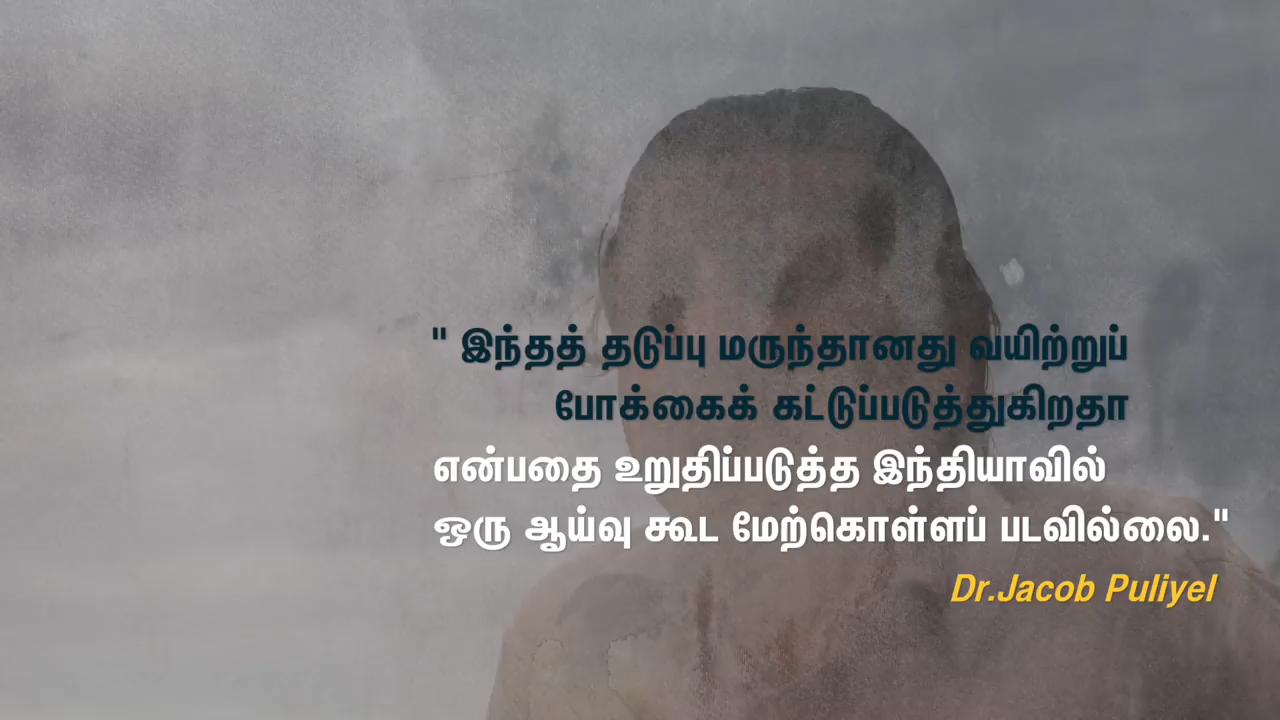 " இந்தத் தடுப்பு மருந்தானது வயிற்றுப்
போக்கைக் கட்டுப்படுத்துகிறதா
என்பதை உறுதிப்படுத்த இந்தியாவில்
ஒரு ஆய்வு கூட மேற்கொள்ளப் படவில்லை."
Dr.Jacob Puliyel